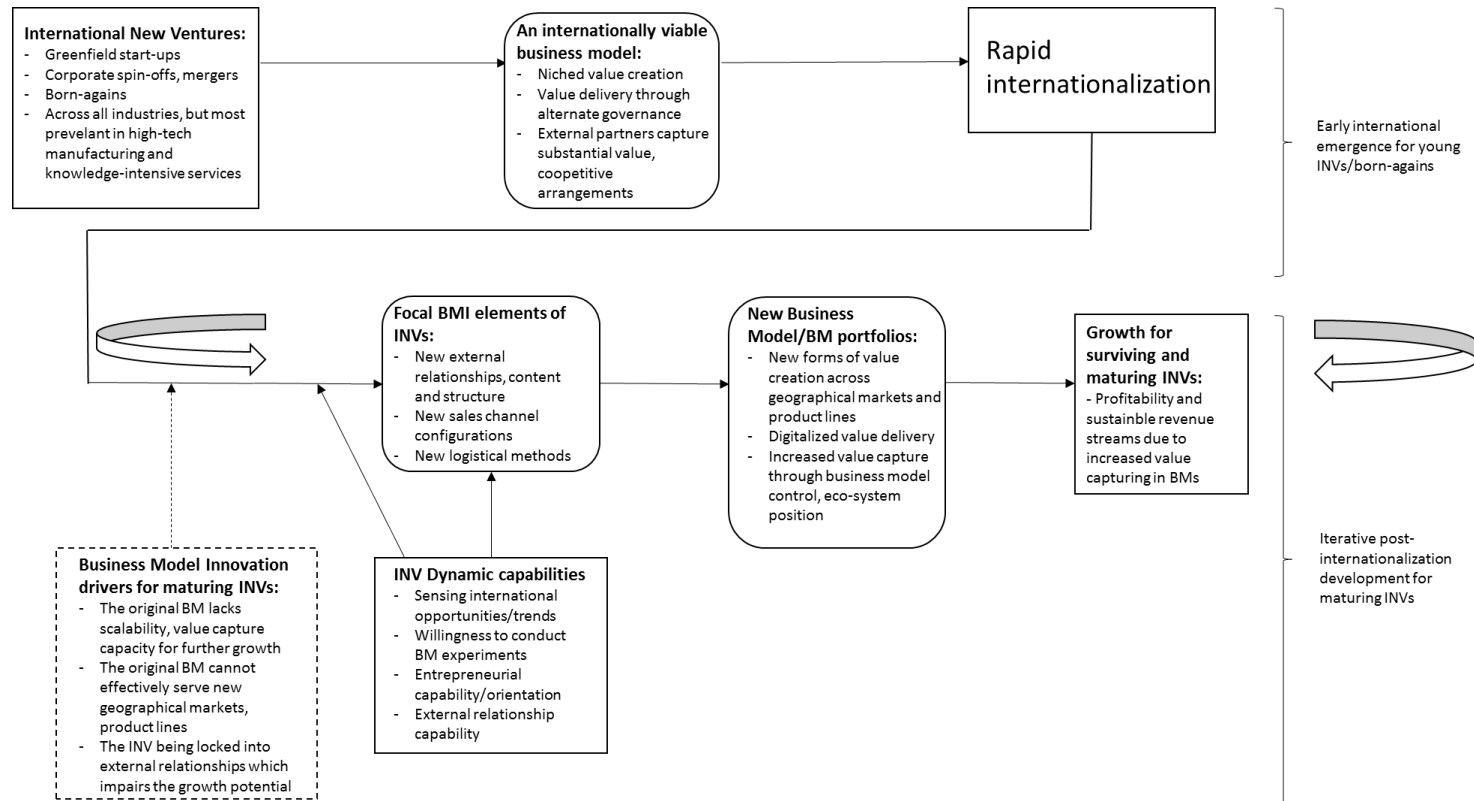 International New Ventures:
- Greenfield start-ups
- Corporate spin-offs, mergers
- Born-agains
- Across all industries, but most
prevelant in high-tech
manufacturing and
knowledge-intensive services
An internationally viable
business model:
- Niched value creation
- Value delivery through
alternate governance
- External partners capture
substantial value,
coopetitive
arrangements
Rapid
internationalization
Early international
emergence for young
INVs/born-agains
Focal BMI elements of
INVs:
- New external
relationships, content
and structure
- New sales channel
configurations
- New logistical methods
New Business
Model/BM portfolios:
- New forms of value
creation across
geographical markets and
product lines
- Digitalized value delivery
- Increased value capture
through business model
control, eco-system
position
Growth for
surviving and
maturing INVs:
- Profitability and
sustainble revenue
streams due to
increased value
capturing in BMs
Business Model Innovation
drivers for maturing INVs:
- The original BM lacks
scalability, value capture
capacity for further growth
- The original BM cannot
effectively serve new
geographical markets,
product lines
- The INV being locked into
external relationships which
impairs the growth potential
INV Dynamic capabilities
- Sensing international
opportunities/trends
- Willingness to conduct
BM experiments
- Entrepreneurial
capability/orientation
- External relationship
capability
Iterative post-
internationalization
development for
maturing INVs